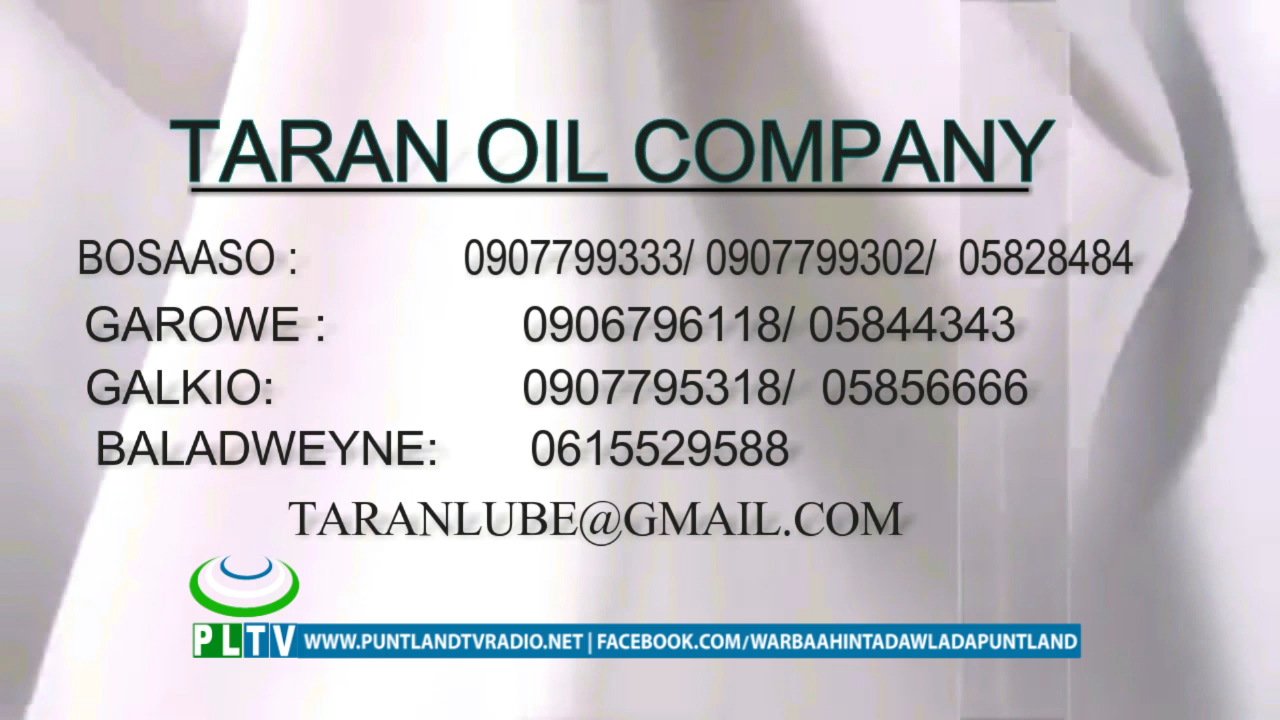 TARAN OIL COMPANY
BOSAASO : 0907799333/ 0907799302/ 05828484
GAROWE : 0906796118/ 05844343
GALKIO: 0907795318/ 05856666
BALADWEYNE: 0615529588
TARANLUBE@GMAIL.COM
PLTV WWW.PUNTLANDTVRADIO.NET | FACEBOOK.COM/WARBAAHINTADAWLADAPUNTLAND